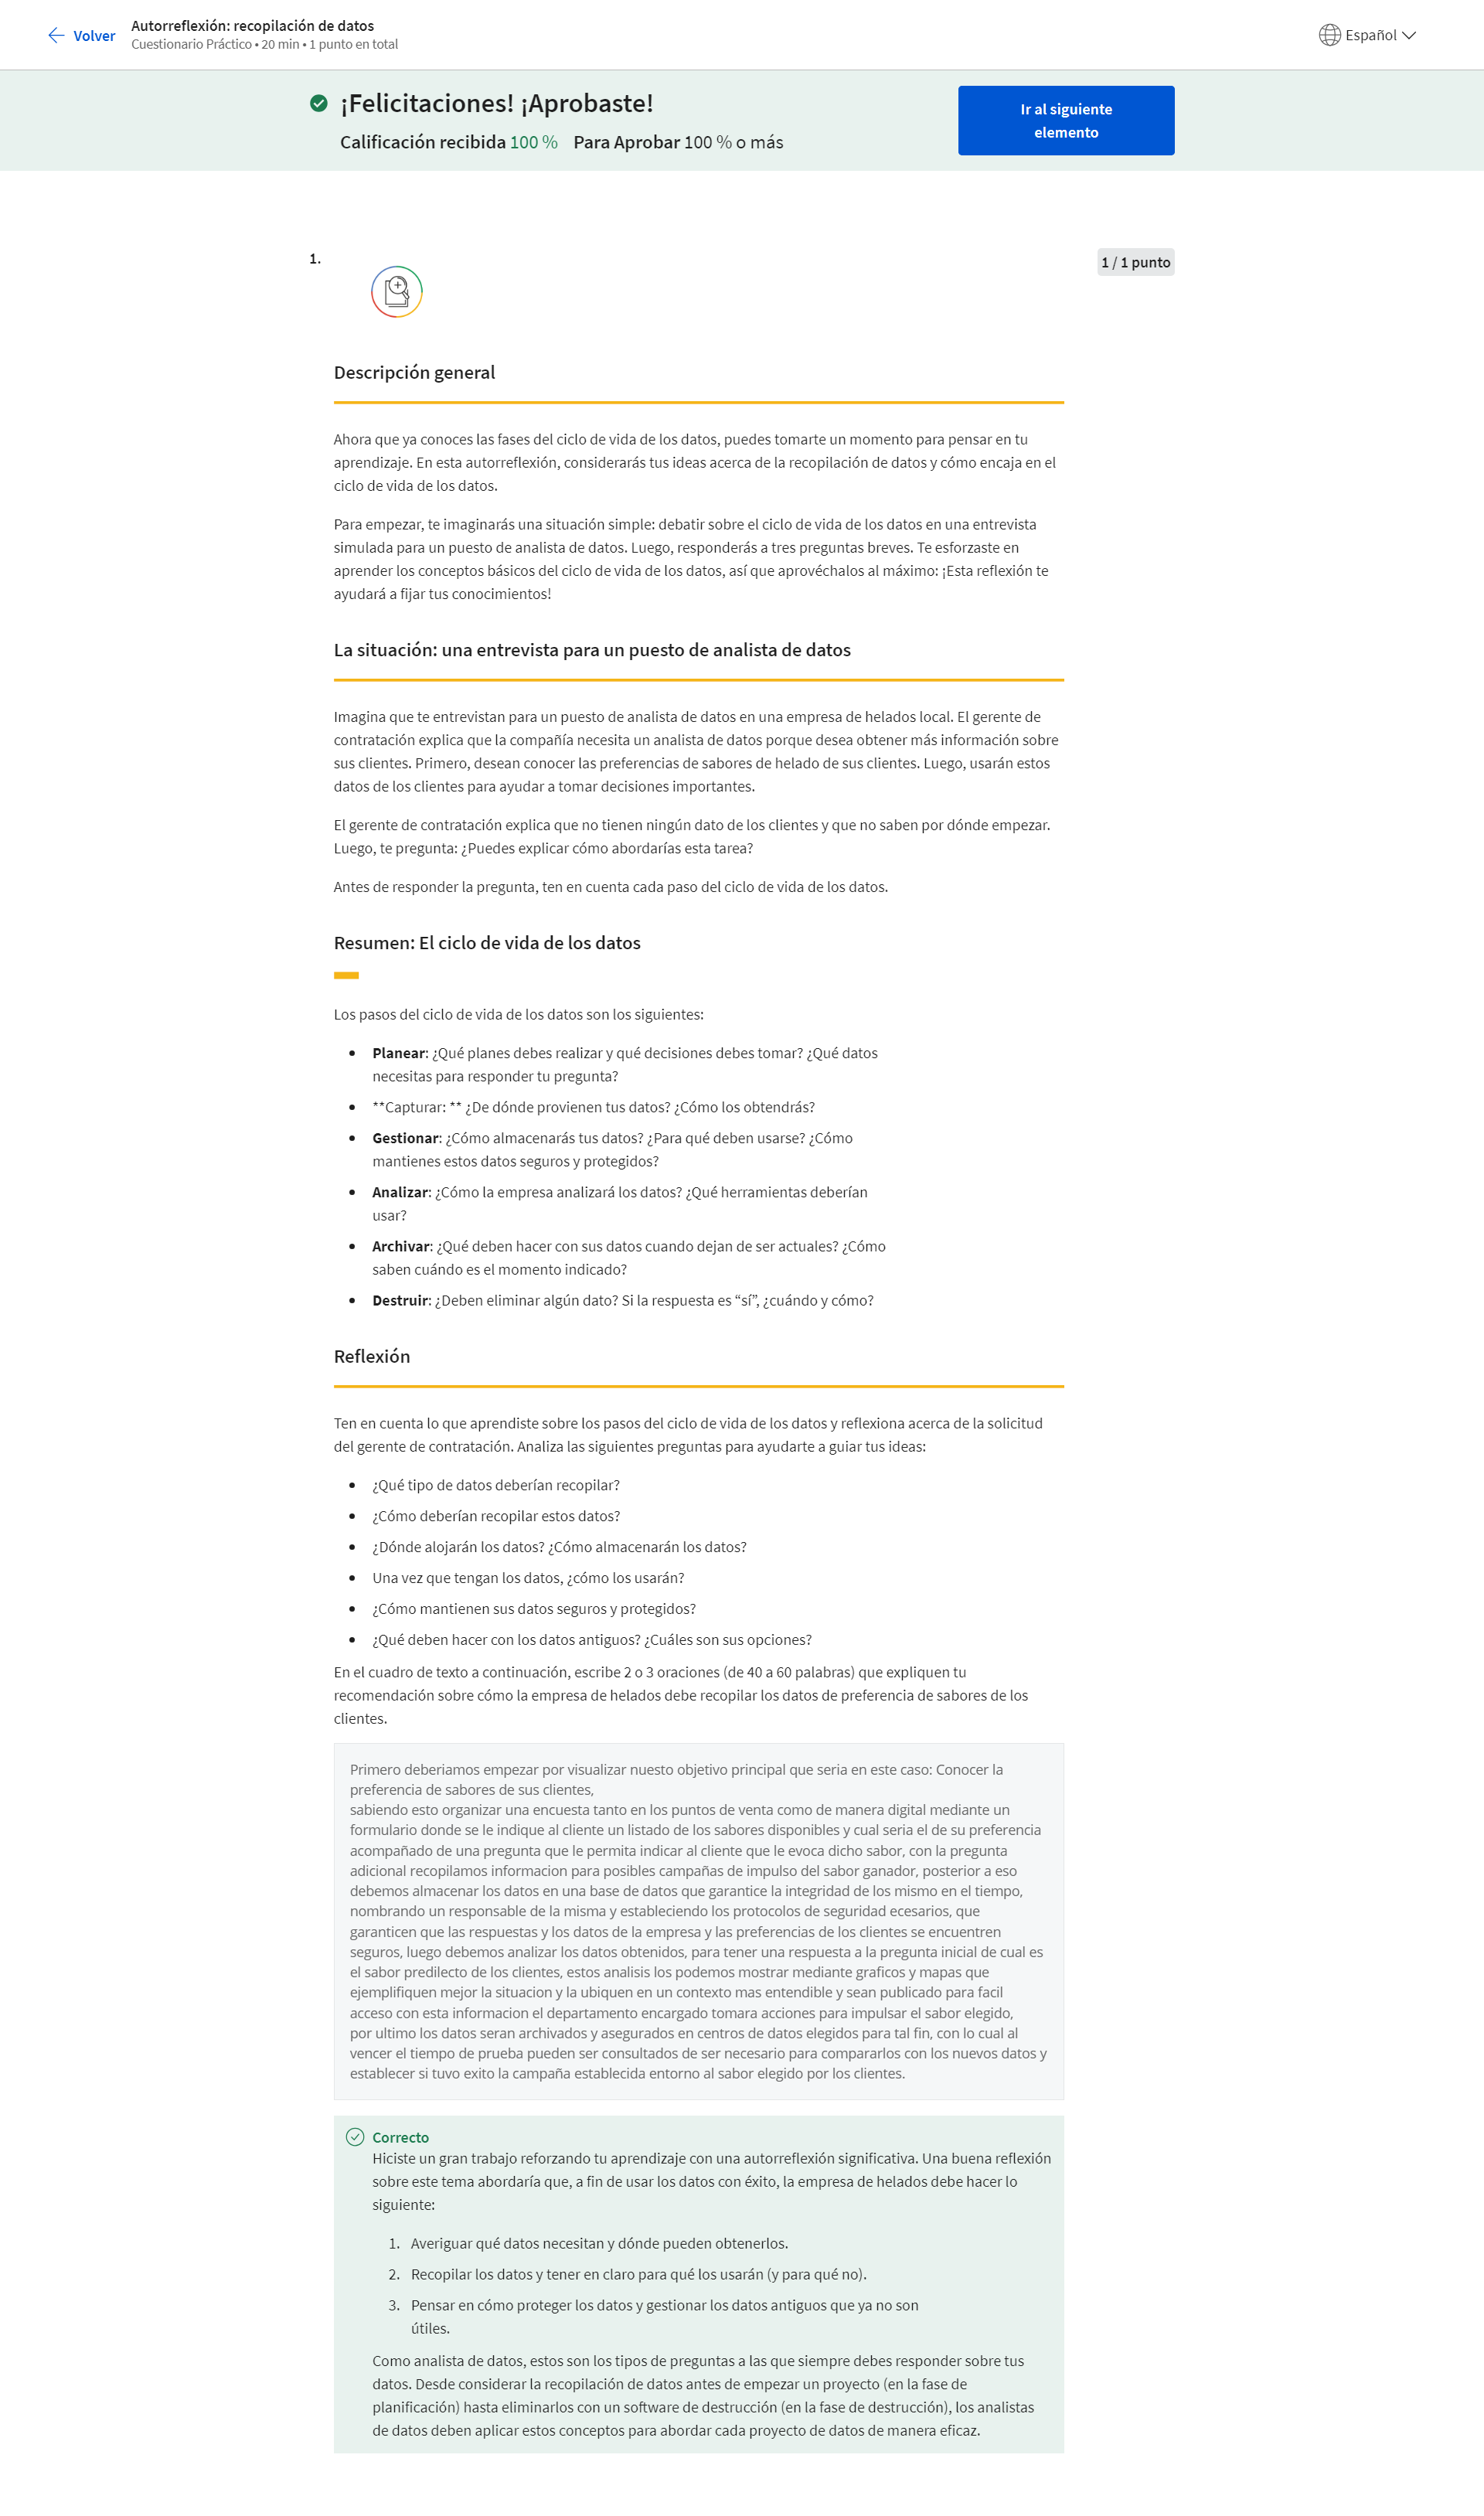 Volver
Autorreflexión: recopilación de datos
Cuestionario Práctico • 20 min • 1 punto en total
Español
¡Felicitaciones! ¡Aprobaste!
Calificación recibida 100 % Para Aprobar 100 % o más
Ir al siguiente
elemento
1.
1 / 1 punto
Descripción general
Ahora que ya conoces las fases del ciclo de vida de los datos, puedes tomarte un momento para pensar en tu
aprendizaje. En esta autorreflexión, considerarás tus ideas acerca de la recopilación de datos y cómo encaja en el
ciclo de vida de los datos.
Para empezar, te imaginarás una situación simple: debatir sobre el ciclo de vida de los datos en una entrevista
simulada para un puesto de analista de datos. Luego, responderás a tres preguntas breves. Te esforzaste en
aprender los conceptos básicos del ciclo de vida de los datos, así que aprovéchalos al máximo: ¡Esta reflexión te
ayudará a fijar tus conocimientos!
La situación: una entrevista para un puesto de analista de datos
Imagina que te entrevistan para un puesto de analista de datos en una empresa de helados local. El gerente de
contratación explica que la compañía necesita un analista de datos porque desea obtener más información sobre
sus clientes. Primero, desean conocer las preferencias de sabores de helado de sus clientes. Luego, usarán estos
datos de los clientes para ayudar a tomar decisiones importantes.
El gerente de contratación explica que no tienen ningún dato de los clientes y que no saben por dónde empezar.
Luego, te pregunta: ¿Puedes explicar cómo abordarías esta tarea?
Antes de responder la pregunta, ten en cuenta cada paso del ciclo de vida de los datos.
Resumen: El ciclo de vida de los datos
Los pasos del ciclo de vida de los datos son los siguientes:
• Planear: ¿Qué planes debes realizar y qué decisiones debes tomar? ¿Qué datos
necesitas para responder tu pregunta?
• **Capturar: ** ¿De dónde provienen tus datos? ¿Cómo los obtendrás?
• Gestionar: ¿Cómo almacenarás tus datos? ¿Para qué deben usarse? ¿Cómo
mantienes estos datos seguros y protegidos?
• Analizar: ¿Cómo la empresa analizará los datos? ¿Qué herramientas deberían
usar?
• Archivar: ¿Qué deben hacer con sus datos cuando dejan de ser actuales? ¿Cómo
saben cuándo es el momento indicado?
• Destruir: ¿Deben eliminar algún dato? Si la respuesta es “sí”, ¿cuándo y cómo?
Reflexión
Ten en cuenta lo que aprendiste sobre los pasos del ciclo de vida de los datos y reflexiona acerca de la solicitud
del gerente de contratación. Analiza las siguientes preguntas para ayudarte a guiar tus ideas:
• ¿Qué tipo de datos deberían recopilar?
• ¿Cómo deberían recopilar estos datos?
• ¿Dónde alojarán los datos? ¿Cómo almacenarán los datos?
• Una vez que tengan los datos, ¿cómo los usarán?
• ¿Cómo mantienen sus datos seguros y protegidos?
• ¿Qué deben hacer con los datos antiguos? ¿Cuáles son sus opciones?
En el cuadro de texto a continuación, escribe 2 o 3 oraciones (de 40 a 60 palabras) que expliquen tu
recomendación sobre cómo la empresa de helados debe recopilar los datos de preferencia de sabores de los
clientes.
Primero deberiamos empezar por visualizar nuesto objetivo principal que seria en este caso: Conocer la
preferencia de sabores de sus clientes,
sabiendo esto organizar una encuesta tanto en los puntos de venta como de manera digital mediante un
formulario donde se le indique al cliente un listado de los sabores disponibles y cual seria el de su preferencia
acompañado de una pregunta que le permita indicar al cliente que le evoca dicho sabor, con la pregunta
adicional recopilamos informacion para posibles campañas de impulso del sabor ganador, posterior a eso
debemos almacenar los datos en una base de datos que garantice la integridad de los mismo en el tiempo,
nombrando un responsable de la misma y estableciendo los protocolos de seguridad ecesarios, que
garanticen que las respuestas y los datos de la empresa y las preferencias de los clientes se encuentren
seguros, luego debemos analizar los datos obtenidos, para tener una respuesta a la pregunta inicial de cual es
el sabor predilecto de los clientes, estos analisis los podemos mostrar mediante graficos y mapas que
ejemplifiquen mejor la situacion y la ubiquen en un contexto mas entendible y sean publicado para facil
acceso con esta informacion el departamento encargado tomara acciones para impulsar el sabor elegido,
por ultimo los datos seran archivados y asegurados en centros de datos elegidos para tal fin, con lo cual al
vencer el tiempo de prueba pueden ser consultados de ser necesario para compararlos con los nuevos datos y
establecer si tuvo exito la campaña establecida entorno al sabor elegido por los clientes.
Correcto
Hiciste un gran trabajo reforzando tu aprendizaje con una autorreflexión significativa. Una buena reflexión
sobre este tema abordaría que, a fin de usar los datos con éxito, la empresa de helados debe hacer lo
siguiente:
1. Averiguar qué datos necesitan y dónde pueden obtenerlos.
2. Recopilar los datos y tener en claro para qué los usarán (y para qué no).
3. Pensar en cómo proteger los datos y gestionar los datos antiguos que ya no son
útiles.
Como analista de datos, estos son los tipos de preguntas a las que siempre debes responder sobre tus
datos. Desde considerar la recopilación de datos antes de empezar un proyecto (en la fase de
planificación) hasta eliminarlos con un software de destrucción (en la fase de destrucción), los analistas
de datos deben aplicar estos conceptos para abordar cada proyecto de datos de manera eficaz.